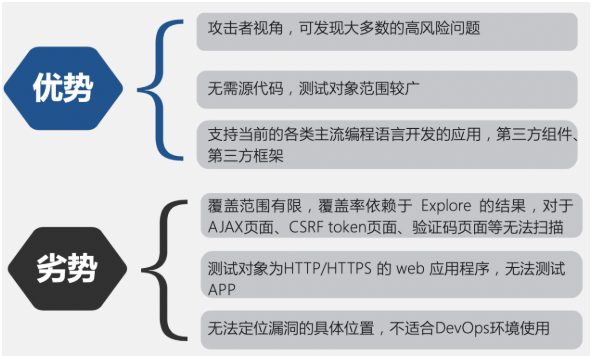 优势
攻击者视角，可发现大多数的高风险问题
无需源代码，测试对象范围较广
支持当前的各类主流编程语言开发的应用，第三方组件、
第三方框架
劣势
覆盖范围有限，覆盖率依赖于 Explore 的结果，对于
AJAX页面、CSRF token页面、验证码页面等无法扫描
测试对象为HTTP/HTTPS 的 web 应用程序，无法测试
APP
无法定位漏洞的具体位置，不适合DevOps环境使用